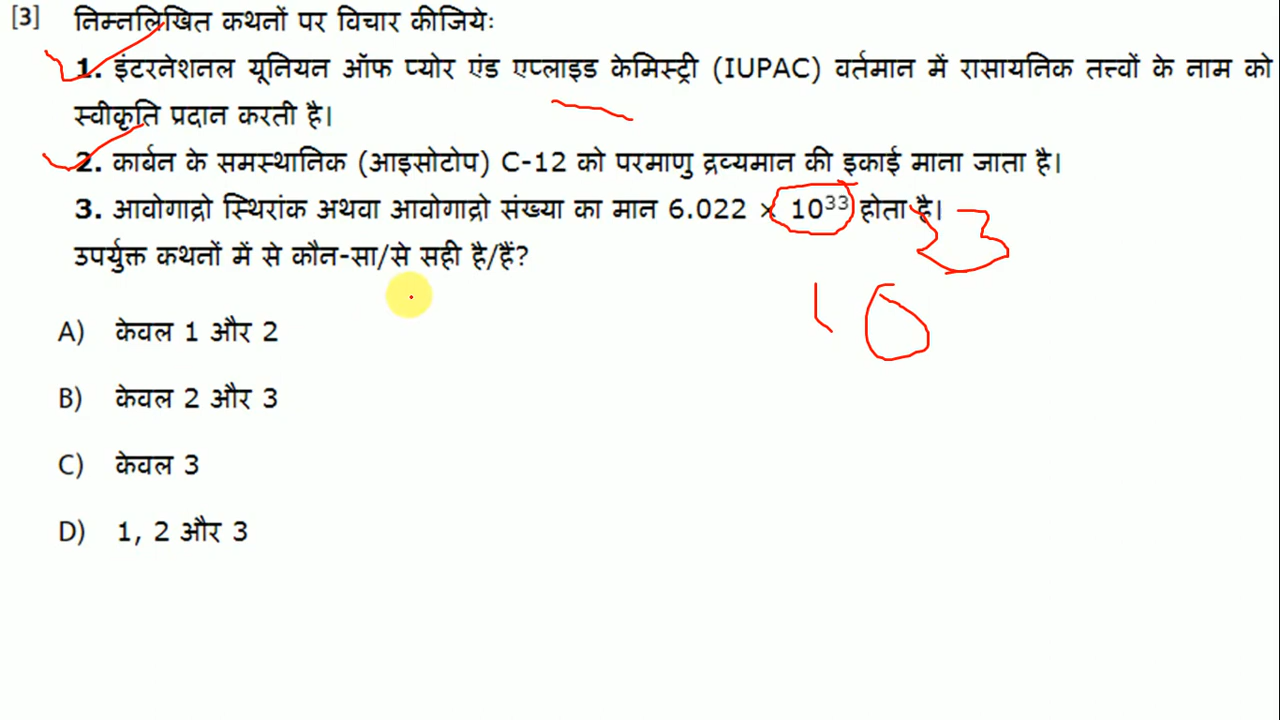 [3] निम्नलिखित कथनों पर विचार कीजियेः
1. इंटरनेशनल यूनियन ऑफ प्योर एंड एप्लाइड केमिस्ट्री (IUPAC) वर्तमान में रासायनिक तत्त्वों के नाम को
स्वीकृति प्रदान करती है।
2. कार्बन के समस्थानिक (आइसोटोप) C-12 को परमाणु द्रव्यमान की इकाई माना जाता है।
3. आवोगाद्रो स्थिरांक अथवा आवोगाद्रो संख्या का मान 6.022 × 10³³ होता है।
उपर्युक्त कथनों में से कौन-सा/से सही है/हैं?
A) केवल 1 और 2
B) केवल 2 और 3
C) केवल 3
D) 1, 2 और 3